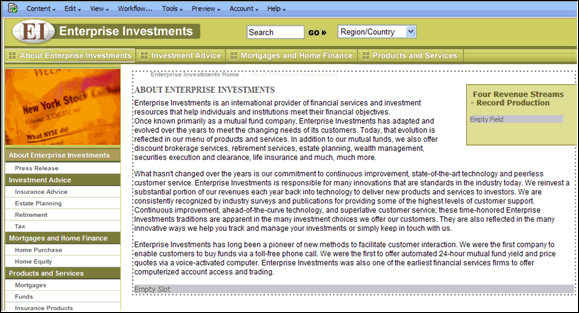 Content Edit View Workflow... Tools Preview Account Help
EI Enterprise Investments Search GO » Region/Country
About Enterprise Investments Investment Advice Mortgages and Home Finance Products and Services
New York Stock
What NYSE did
Enterprise Investments Home
ABOUT ENTERPRISE INVESTMENTS
Enterprise Investments is an international provider of financial services and investment
resources that help individuals and institutions meet their financial objectives.
Once known primarily as a mutual fund company, Enterprise Investments has adapted and
evolved over the years to meet the changing needs of its customers. Today, that evolution is
reflected in our menu of products and services. In addition to our mutual funds, we also offer
discount brokerage services, retirement services, estate planning, wealth management,
securities execution and clearance, life insurance and much, much more.
What hasn't changed over the years is our commitment to continuous improvement, state-of-the-art technology and peerless
customer service. Enterprise Investments is responsible for many innovations that are standards in the industry today. We reinvest
a substantial portion of our revenues each year back into technology to deliver new products and services to investors. We are
consistently recognized by industry surveys and publications for providing some of the highest levels of customer support.
Continuous improvement, ahead-of-the-curve technology, and superlative customer service; these time-honored Enterprise
Investments traditions are apparent in the many investment choices we offer our customers. They are also reflected in the many
innovative ways we help you track and manage your investments or simply keep in touch with us.
Enterprise Investments has long been a pioneer of new methods to facilitate customer interaction. We were the first company to
enable customers to buy funds via a toll-free phone call. We were the first to offer automated 24-hour mutual fund yield and price
quotes via a voice-activated computer. Enterprise Investments was also one of the earliest financial services firms to offer
computerized account access and trading.
Empty Slot
Four Revenue Streams
- Record Production
Empty Field
About Enterprise Investments
Press Release
Investment Advice
Insurance Advice
Estate Planning
Retirement
Tax
Mortgages and Home Finance
Home Purchase
Home Equity
Products and Services
Mortgages
Funds
Insurance Products